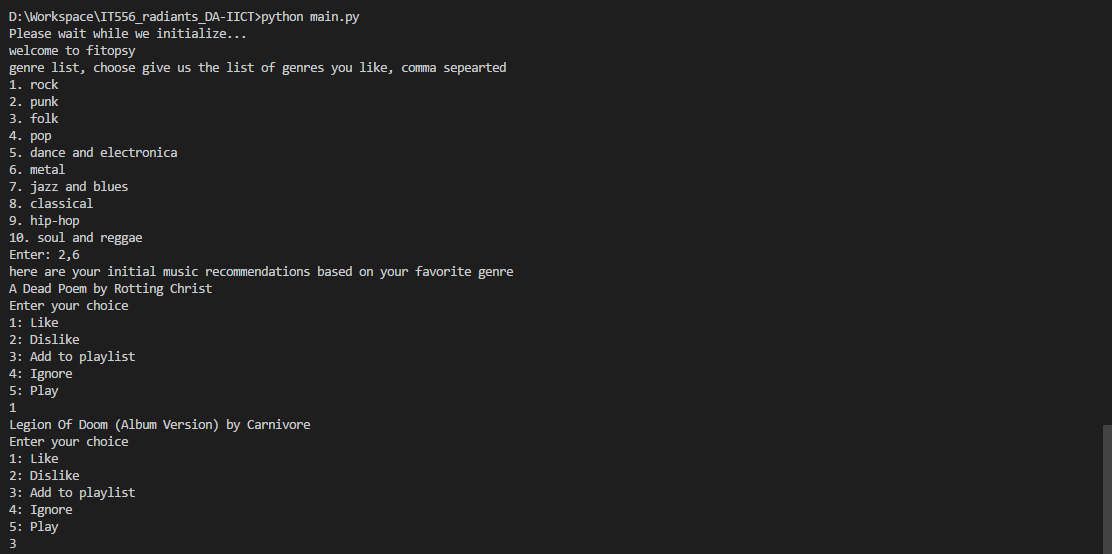 D:\Workspace\IT556_radiants_DA-IICT>python main.py
Please wait while we initialize...
welcome to fitopsy
genre list, choose give us the list of genres you like, comma sepearted
1. rock
2. punk
3. folk
4. pop
5. dance and electronica
6. metal
7. jazz and blues
8. classical
9. hip-hop
10. soul and reggae
Enter: 2,6
here are your initial music recommendations based on your favorite genre
A Dead Poem by Rotting Christ
Enter your choice
1: Like
2: Dislike
3: Add to playlist
4: Ignore
5: Play
1
Legion Of Doom (Album Version) by Carnivore
Enter your choice
1: Like
2: Dislike
3: Add to playlist
4: Ignore
5: Play
3